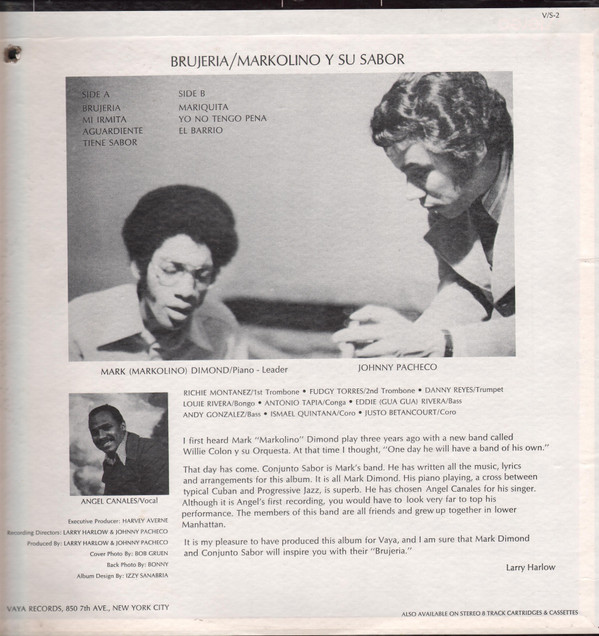 V/S-2
BRUJERIA/MARKOLINO Y SU SABOR
SIDE A
BRUJERIA
MI IRMITA
AGUARDIENTE
TIENE SABOR
SIDE B
MARIQUITA
YO NO TENGO PENA
EL BARRIO
MARK (MARKOLINO) DIMOND/Piano - Leader
JOHNNY PACHECO
RICHIE MONTANEZ/1st Trombone • FUDGY TORRES/2nd Trombone • DANNY REYES/Trumpet
LOUIE RIVERA/Bongo • ANTONIO TAPIA/Conga • EDDIE (GUA GUA) RIVERA/Bass
ANDY GONZALEZ/Bass • ISMAEL QUINTANA/Coro • JUSTO BETANCOURT/Coro
I first heard Mark "Markolino" Dimond play three years ago with a new band called
Willie Colon y su Orquesta. At that time I thought, "One day he will have a band of his own."
That day has come. Conjunto Sabor is Mark's band. He has written all the music, lyrics
and arrangements for this album. It is all Mark Dimond. His piano playing, a cross between
typical Cuban and Progressive Jazz, is superb. He has chosen Angel Canales for his singer.
Although it is Angel's first recording, you would have to look very far to top his
performance. The members of this band are all friends and grew up together in lower
Manhattan.
It is my pleasure to have produced this album for Vaya, and I am sure that Mark Dimond
and Conjunto Sabor will inspire you with their "Brujeria."
Larry Harlow
ANGEL CANALES/Vocal
Executive Producer: HARVEY AVERNE
Recording Directors: LARRY HARLOW & JOHNNY PACHECO
Produced By: LARRY HARLOW & JOHNNY PACHECO
Cover Photo By: BOB GRUEN
Back Photo By: BONNY
Album Design By: IZZY SANABRIA
VAYA RECORDS, 850 7th AVE., NEW YORK CITY
ALSO AVAILABLE ON STEREO 8 TRACK CARTRIDGES & CASSETTES